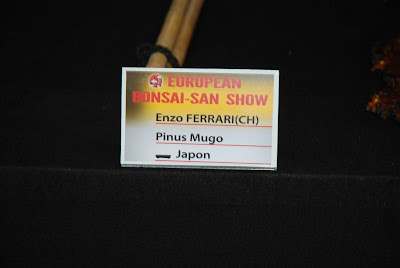 EUROPEAN
BONSAI-SAN SHOW
Enzo FERRARI(CH)
Pinus Mugo
Japon